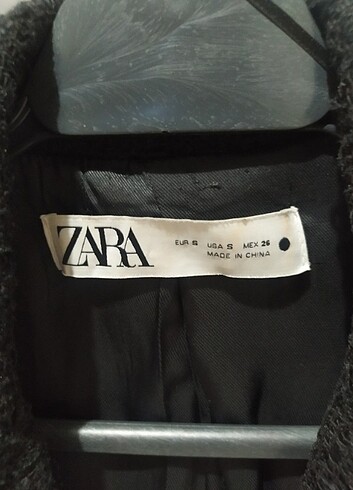 ZARA
EUR S USA S MEX 26
MADE IN CHINA